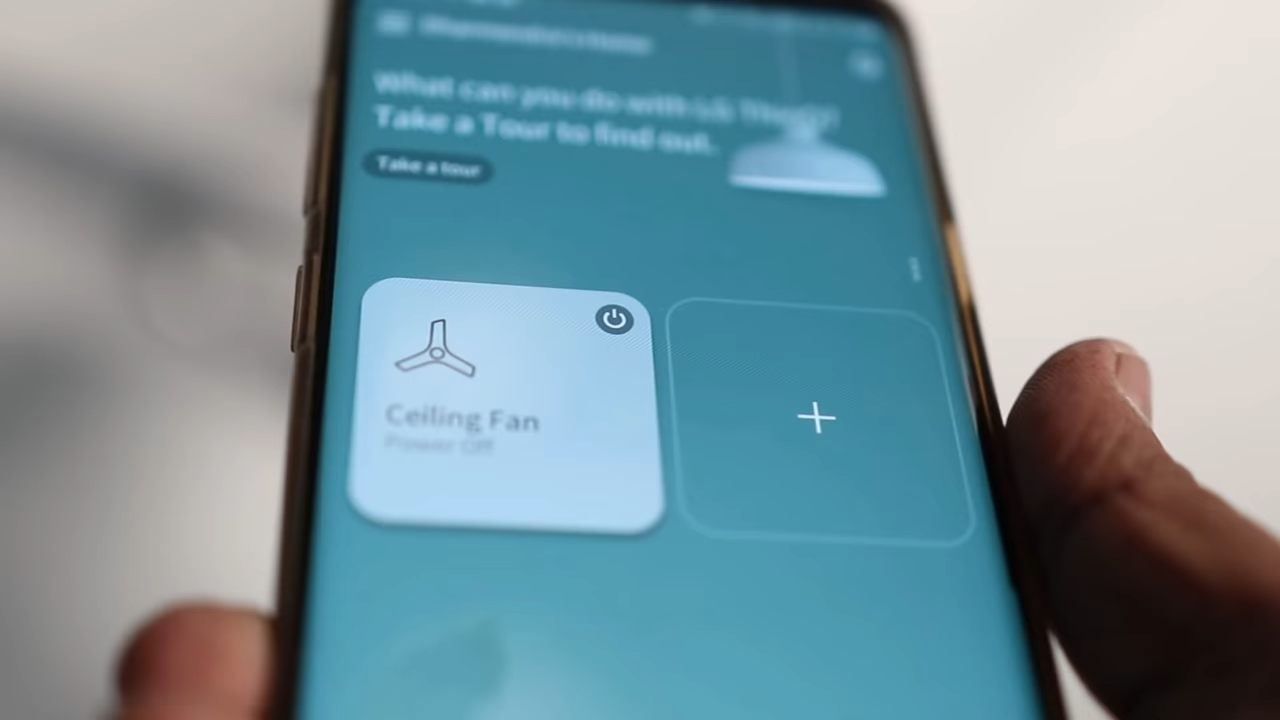 What can you do with LG ThinQ?
Take a Tour to find out.
Take a tour
Ceiling Fan
Power Off